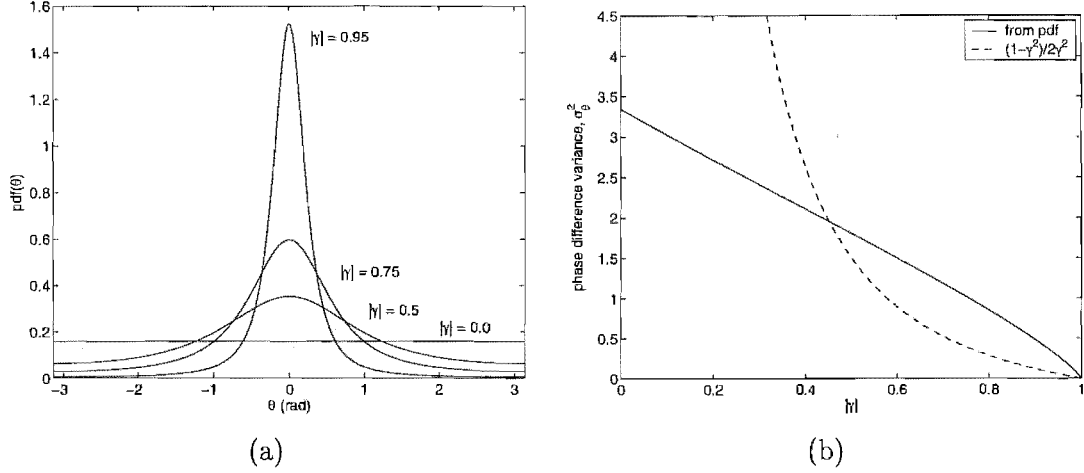 1.6
1.4
1.2
1
0.8
0.6
0.4
0.2
0
pdf(θ)
|γ| = 0.95
|γ| = 0.75
|γ| = 0.5
|γ| = 0.0
−3
−2
−1
0
1
2
3
θ (rad)
(a)
4.5
4
3.5
3
2.5
2
1.5
1
0.5
0
phase difference variance, σ²_θ
from pdf
(1−γ²)/2γ²
0
0.2
0.4
0.6
0.8
1
|γ|
(b)